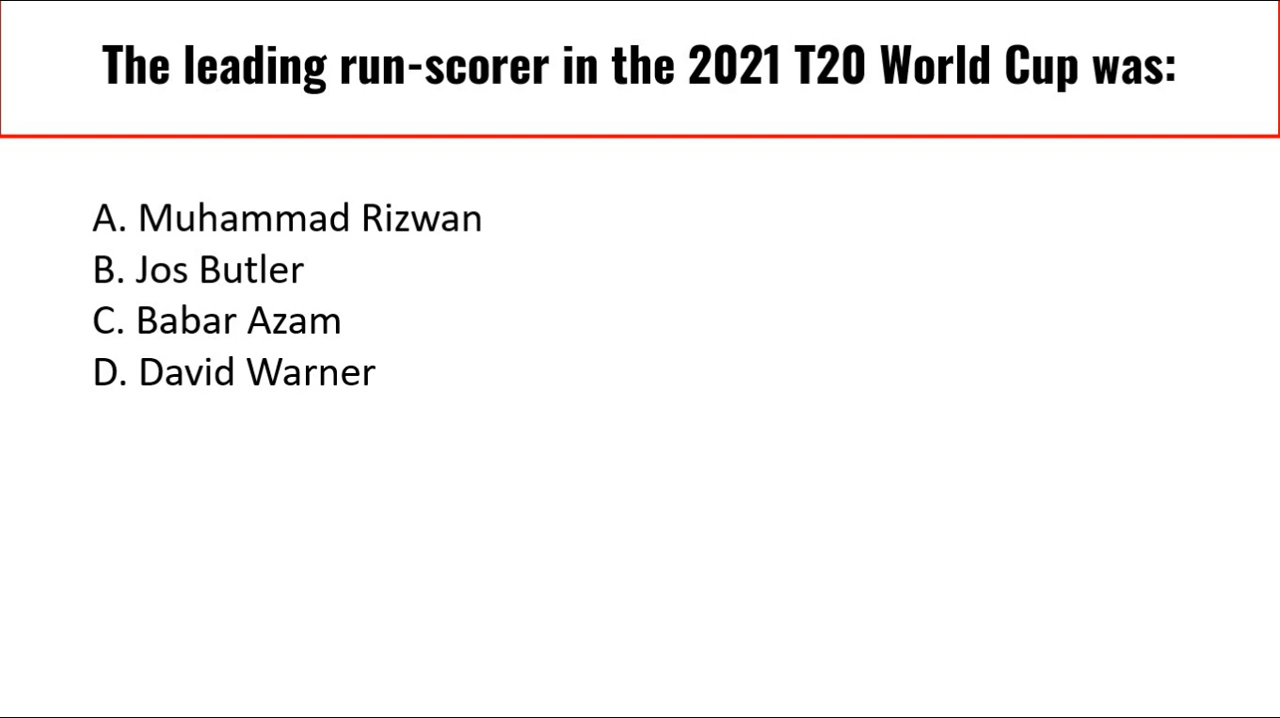 The leading run-scorer in the 2021 T20 World Cup was:
A. Muhammad Rizwan
B. Jos Butler
C. Babar Azam
D. David Warner